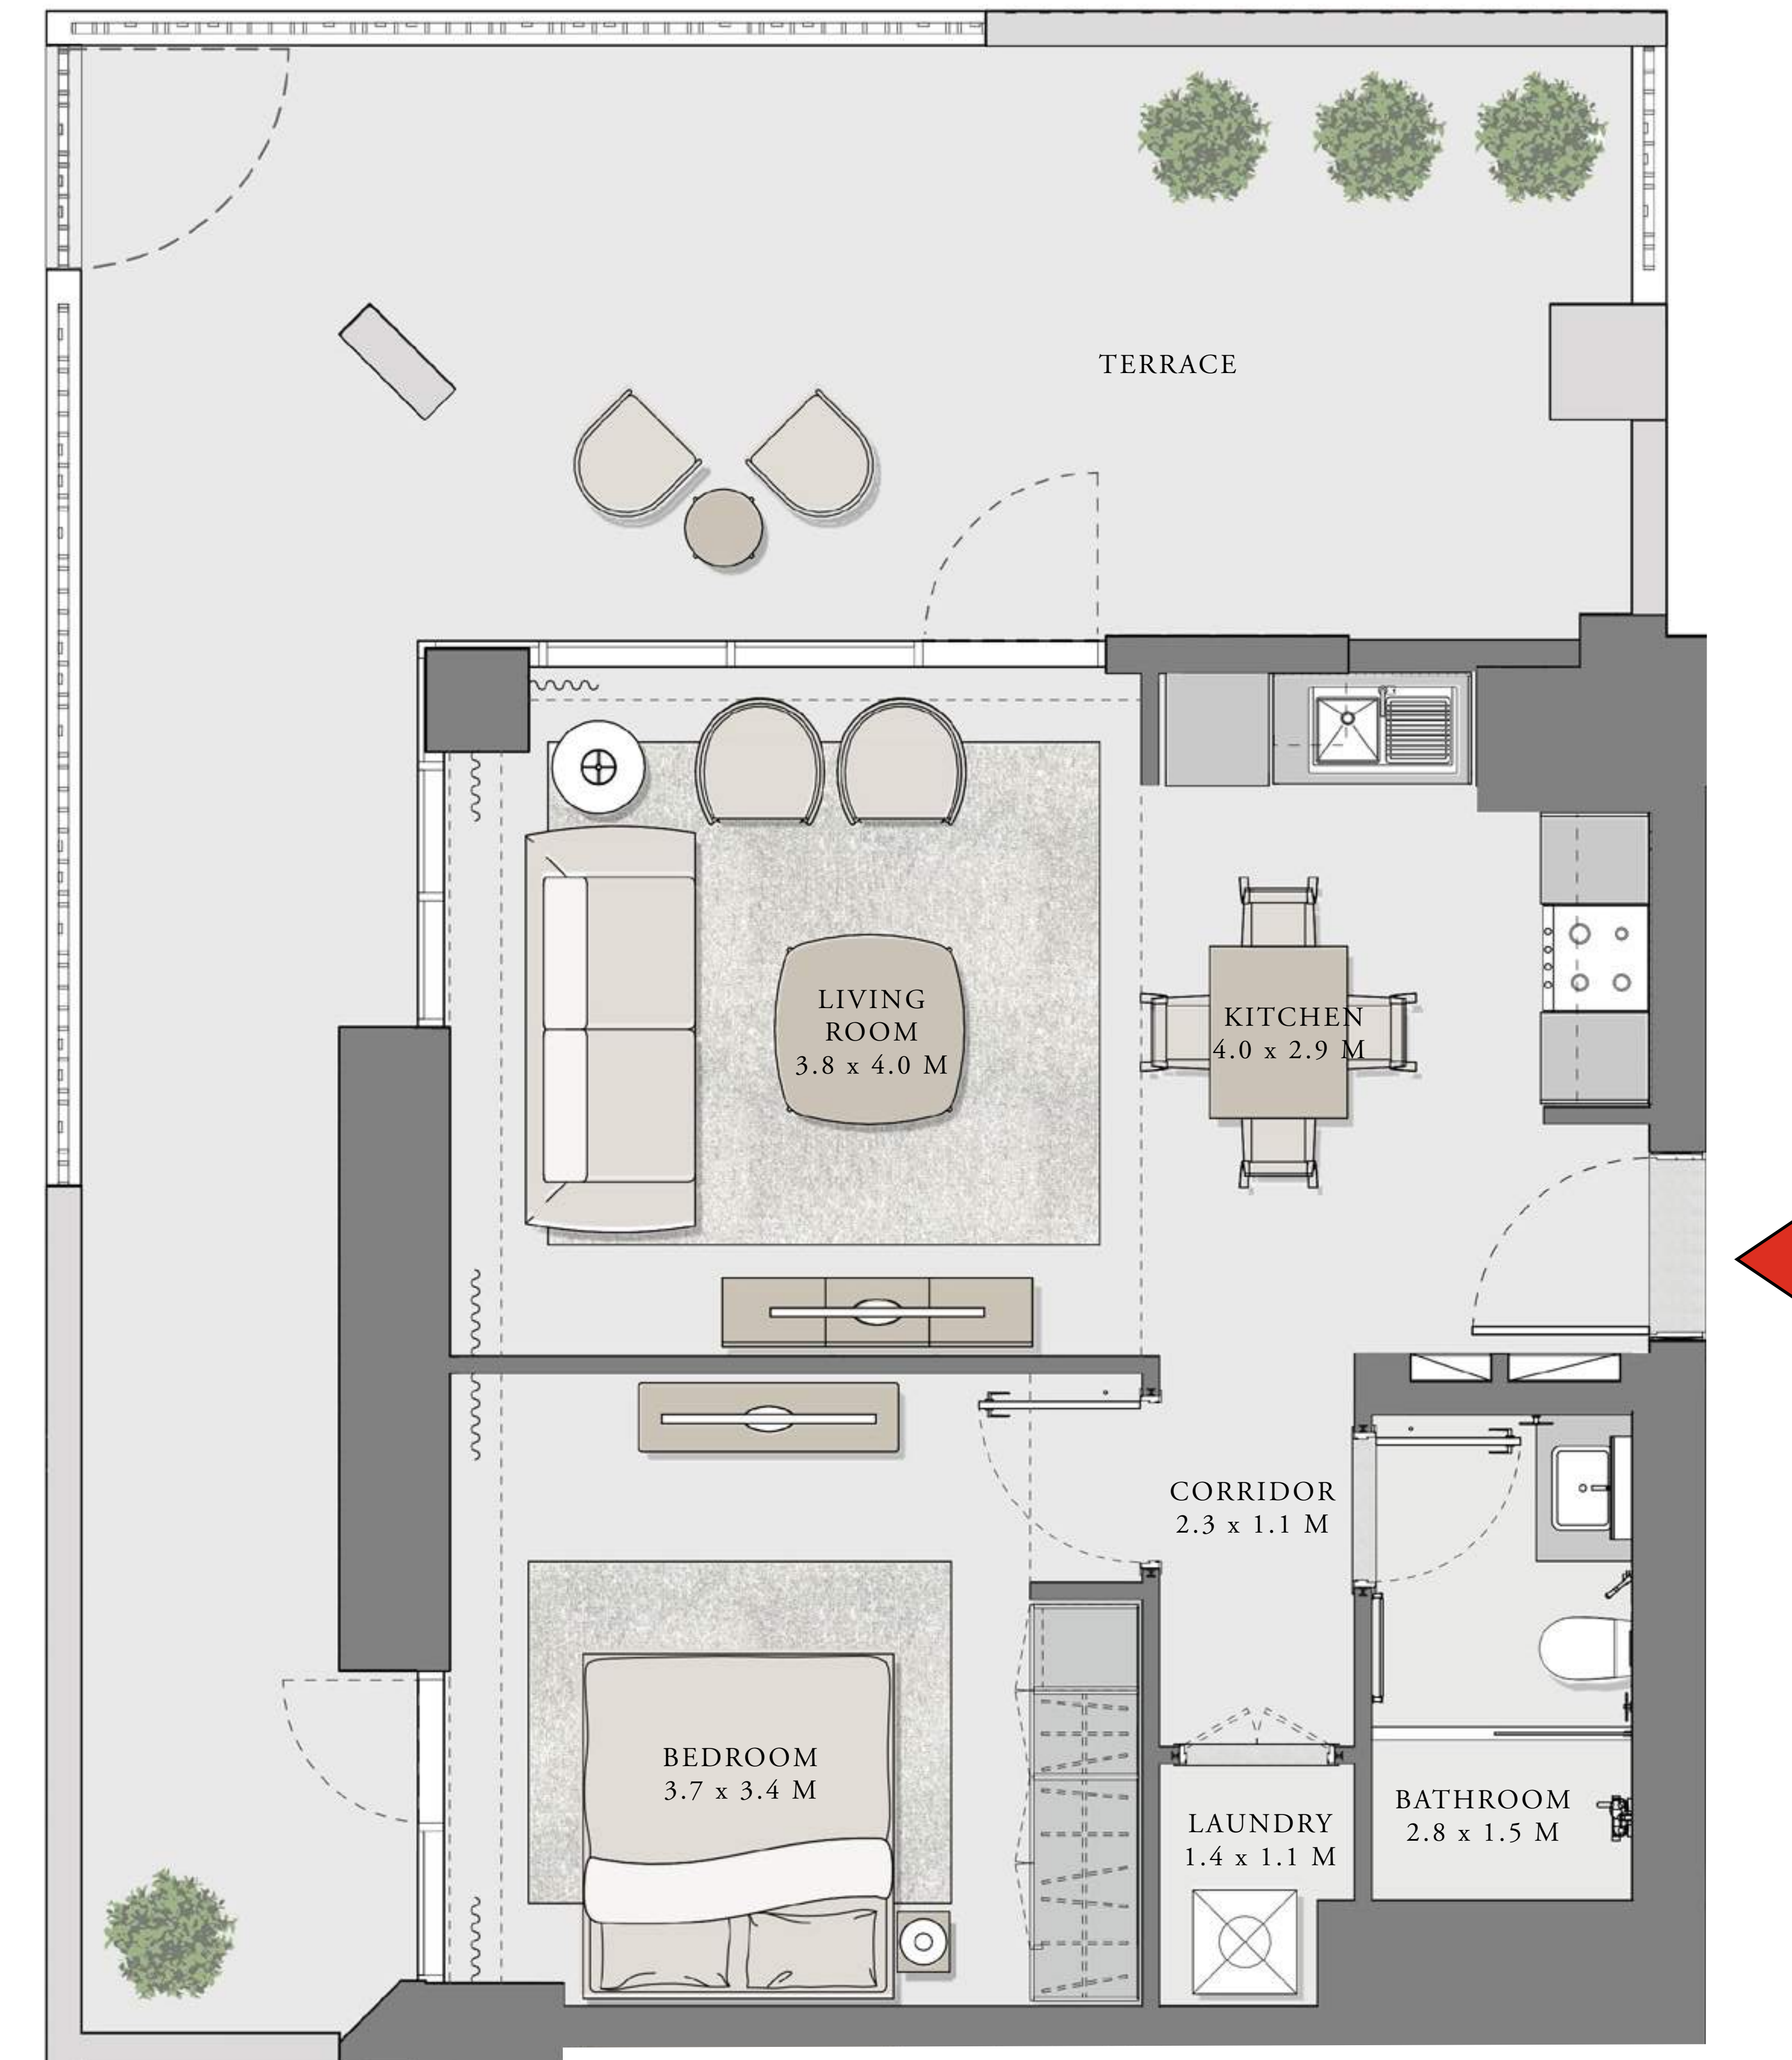 TERRACE
LIVING
ROOM
3.8 x 4.0 M
KITCHEN
4.0 x 2.9 M
CORRIDOR
2.3 x 1.1 M
BEDROOM
3.7 x 3.4 M
LAUNDRY
1.4 x 1.1 M
BATHROOM
2.8 x 1.5 M